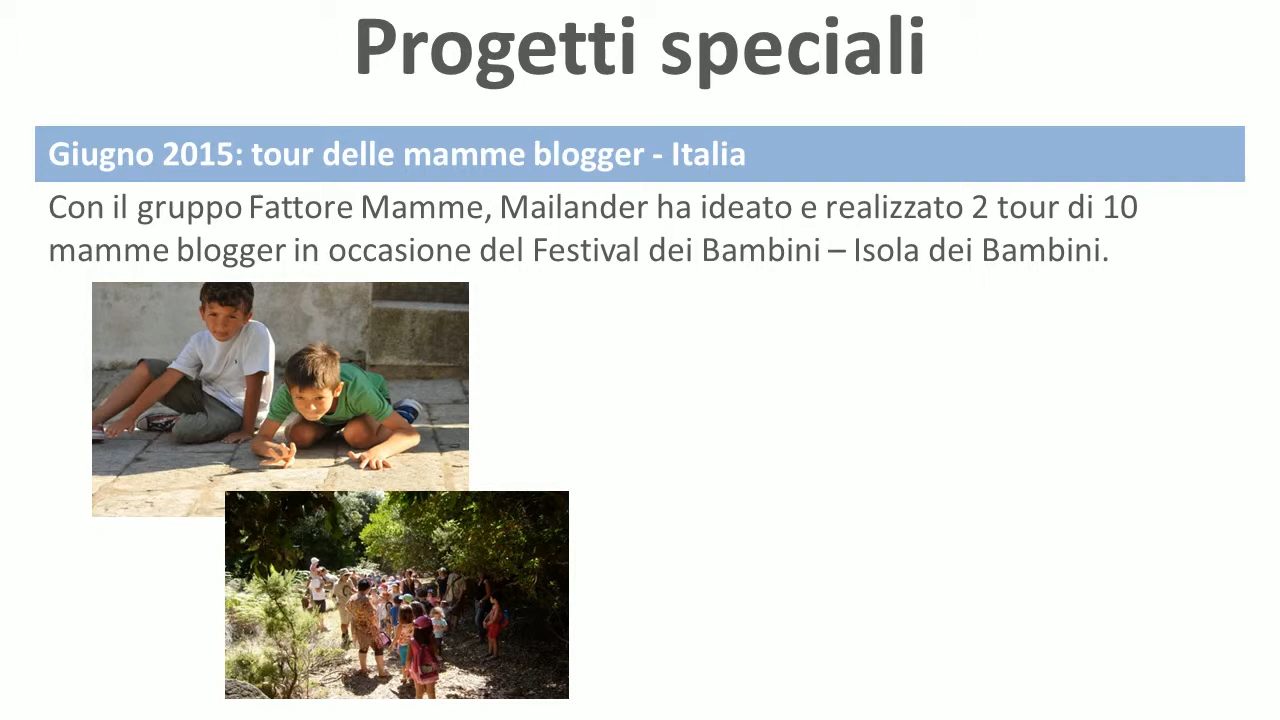 Progetti speciali
Giugno 2015: tour delle mamme blogger - Italia
Con il gruppo Fattore Mamme, Mailander ha ideato e realizzato 2 tour di 10
mamme blogger in occasione del Festival dei Bambini – Isola dei Bambini.